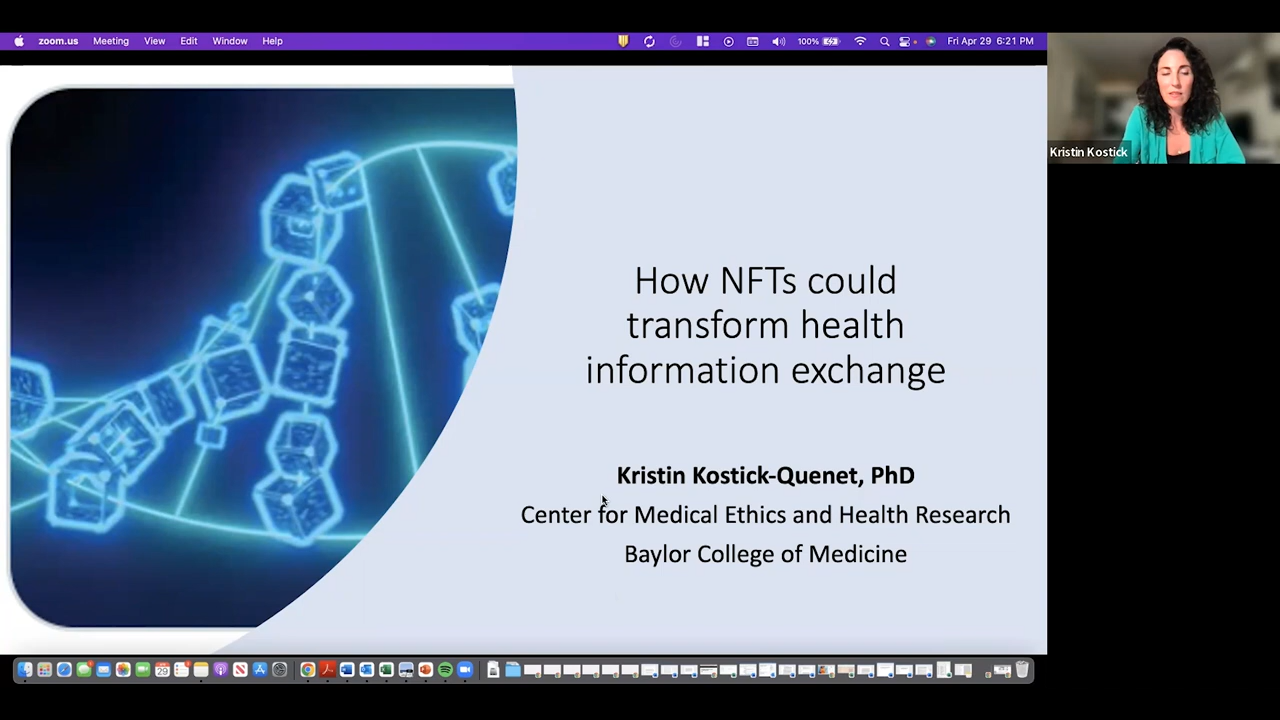 zoom.us Meeting View Edit Window Help 100% Fri Apr 29 6:21 PM
Kristin Kostick
How NFTs could
transform health
information exchange
Kristin Kostick-Quenet, PhD
Center for Medical Ethics and Health Research
Baylor College of Medicine